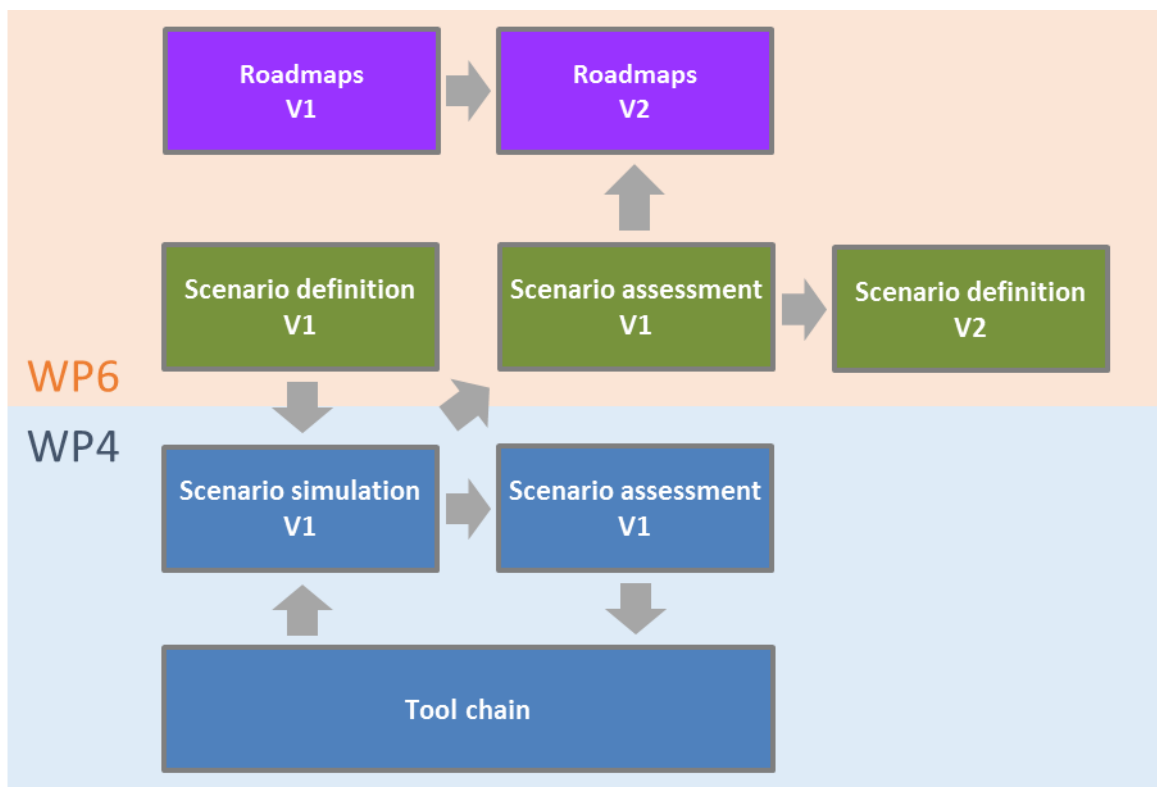 Roadmaps
V1
Roadmaps
V2
Scenario definition
V1
Scenario assessment
V1
Scenario definition
V2
WP6
WP4
Scenario simulation
V1
Scenario assessment
V1
Tool chain